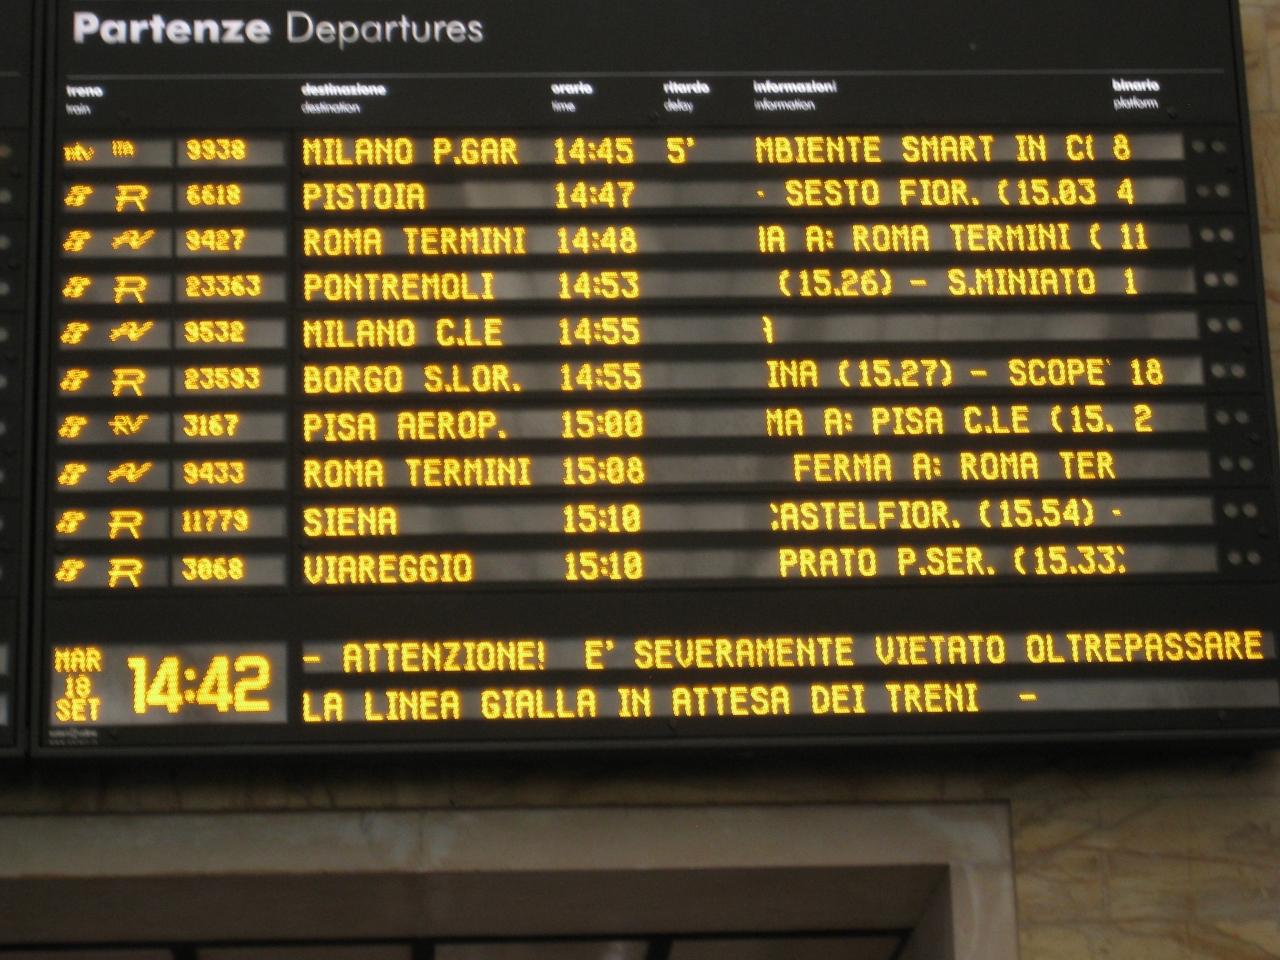 Partenze Departures
treno destinazione orario ritardo informazioni binario
train destination time delay information platform
9938 MILANO P.GAR 14:45 5' MBIENTE SMART IN 8
R 6618 PISTOIA 14:47 - SESTO FIOR. (15.03 4
AV 9427 ROMA TERMINI 14:48 IA A: ROMA TERMINI ( 11
R 23363 PONTREMOLI 14:53 (15.26) - S.MINIATO 1
AV 9532 MILANO C.LE 14:55 )
R 23593 BORGO S.LOR. 14:55 INA (15.27) - SCOPE 18
RV 3167 PISA AEROP. 15:00 MA A: PISA C.LE (15. 2
AV 9433 ROMA TERMINI 15:08 FERMA A: ROMA TER
R 11779 SIENA 15:10 CASTELFIOR. (15.54) -
R 3068 VIAREGGIO 15:10 PRATO P.SER. (15.33)
MAR 18 SET 14:42
- ATTENZIONE! E' SEVERAMENTE VIETATO OLTREPASSARE
LA LINEA GIALLA IN ATTESA DEI TRENI -